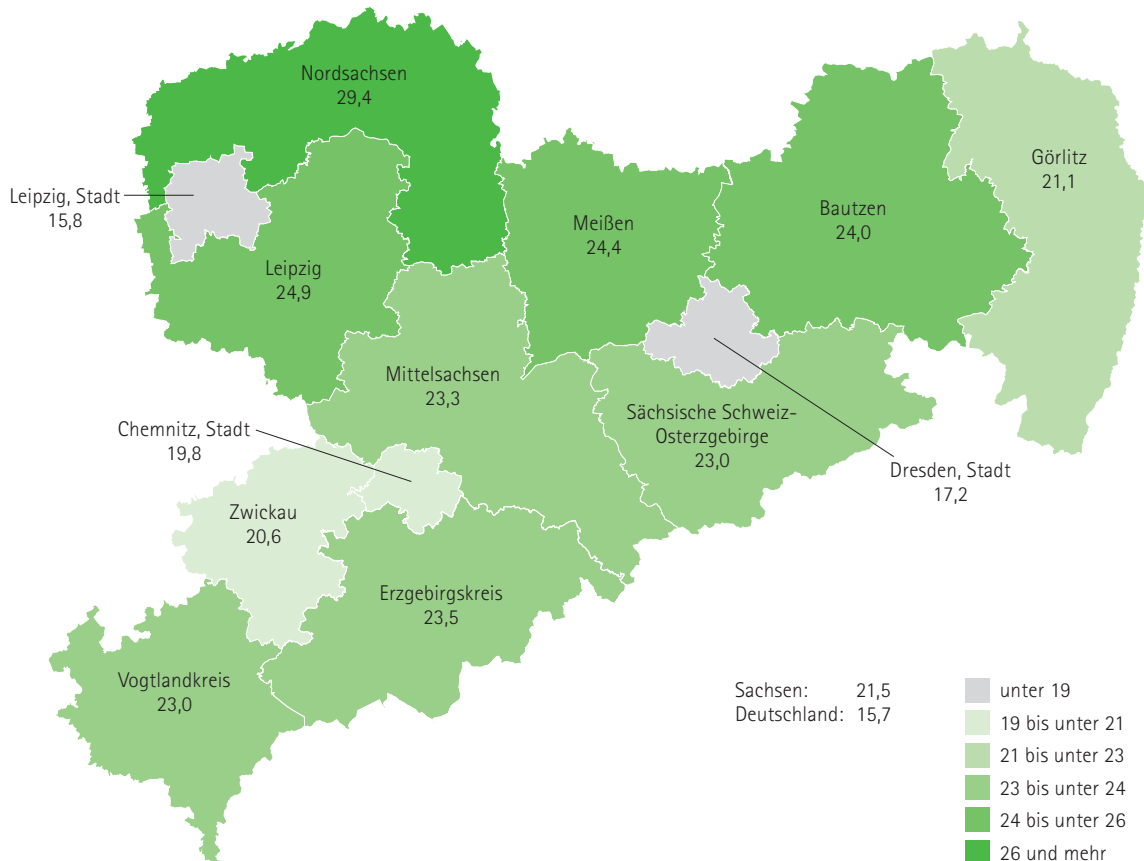 Nordsachsen
29,4
Görlitz
21,1
Leipzig, Stadt
15,8
Meißen
24,4
Bautzen
24,0
Leipzig
24,9
Mittelsachsen
23,3
Sächsische Schweiz-
Osterzgebirge
23,0
Chemnitz, Stadt
19,8
Dresden, Stadt
17,2
Zwickau
20,6
Erzgebirgskreis
23,5
Vogtlandkreis
23,0
Sachsen: 21,5
Deutschland: 15,7
unter 19
19 bis unter 21
21 bis unter 23
23 bis unter 24
24 bis unter 26
26 und mehr